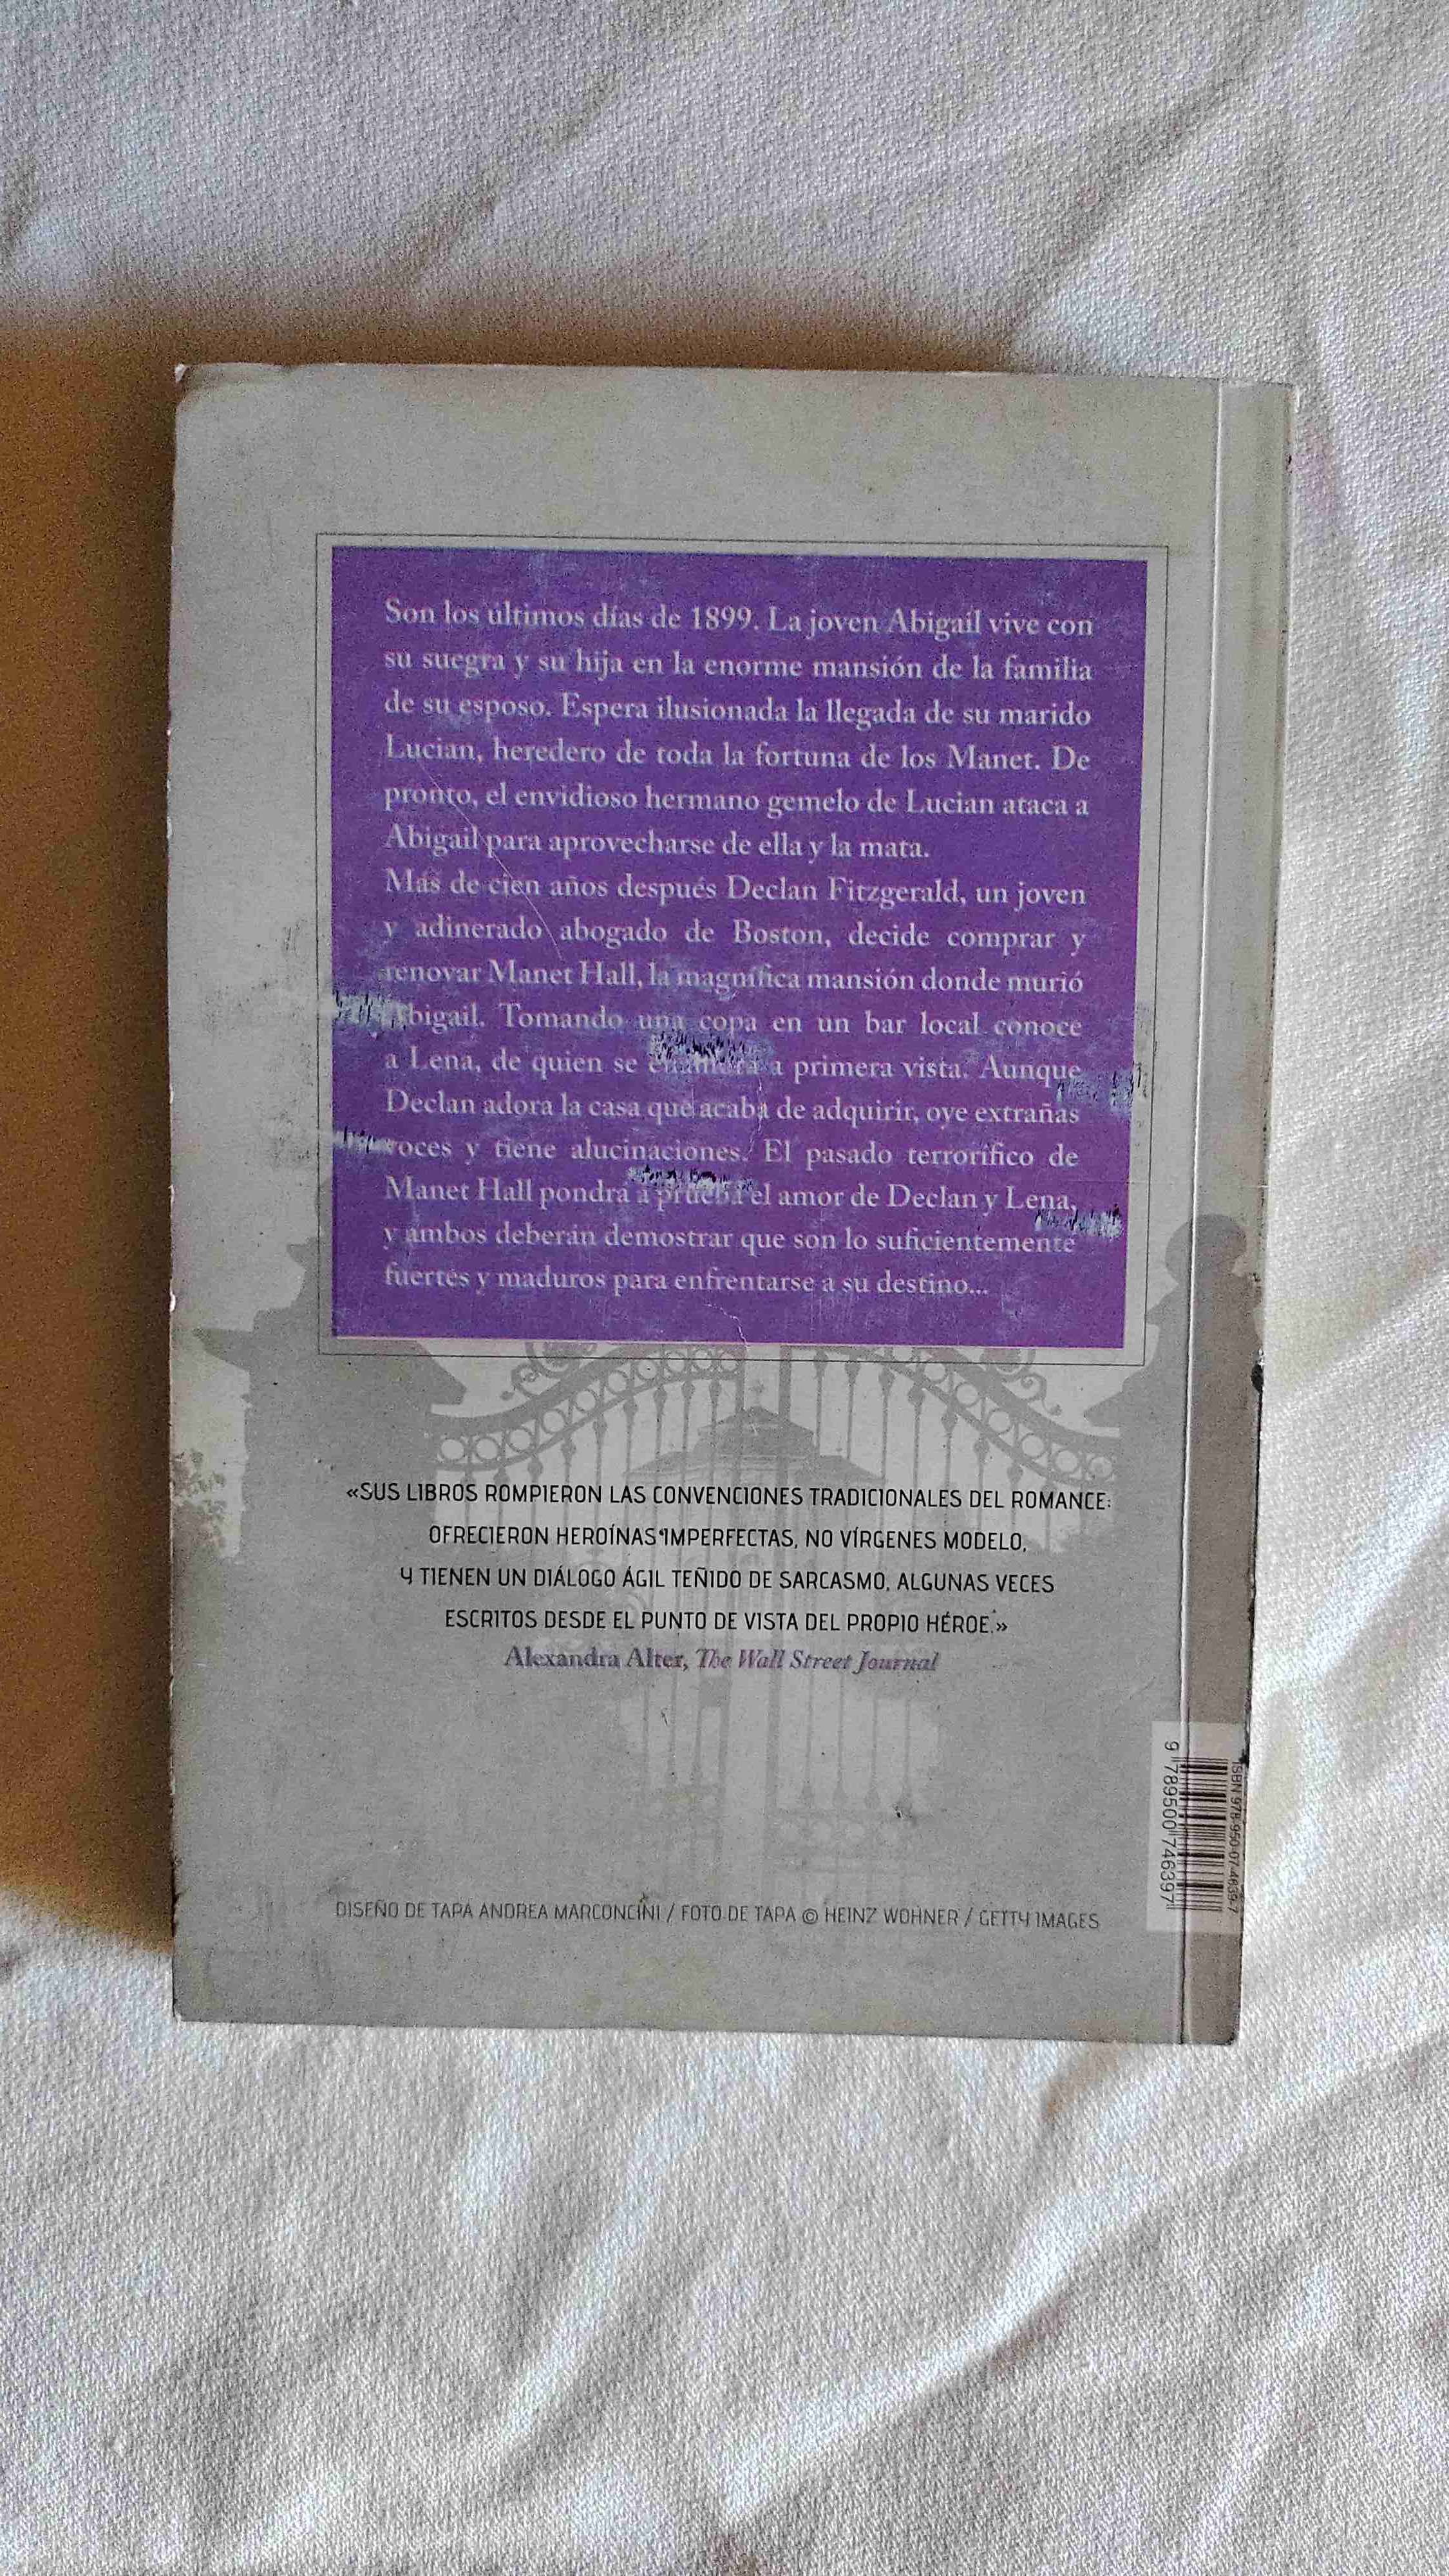 Son los últimos días de 1899. La joven Abigail vive con
su suegra y su hija en la enorme mansión de la familia
de su esposo. Espera ilusionada la llegada de su marido
Lucian, heredero de toda la fortuna de los Manet. De
pronto, el envidioso hermano gemelo de Lucian ataca a
Abigail para aprovecharse de ella y la mata.
Más de cien años después Declan Fitzgerald, un joven
y adinerado abogado de Boston, decide comprar y
renovar Manet Hall, la magnífica mansión donde murió
Abigail. Tomando una copa en un bar local conoce
a Lena, de quien se enamora a primera vista. Aunque
Declan adora la casa que acaba de adquirir, oye extrañas
voces y tiene alucinaciones. El pasado terrorífico de
Manet Hall pondrá a prueba el amor de Declan y Lena,
y ambos deberán demostrar que son lo suficientemente
fuertes y maduros para enfrentarse a su destino...
«SUS LIBROS ROMPIERON LAS CONVENCIONES TRADICIONALES DEL ROMANCE:
OFRECIERON HEROÍNAS IMPERFECTAS, NO VÍRGENES MODELO,
Y TIENEN UN DIÁLOGO ÁGIL TEÑIDO DE SARCASMO, ALGUNAS VECES
ESCRITOS DESDE EL PUNTO DE VISTA DEL PROPIO HÉROE.»
Alexandra Alter, The Wall Street Journal
ISBN 978-950-07-4639-7
9 789500 746397
DISEÑO DE TAPA ANDREA MARCONCINI / FOTO DE TAPA © HEINZ WOHNER / GETTY IMAGES